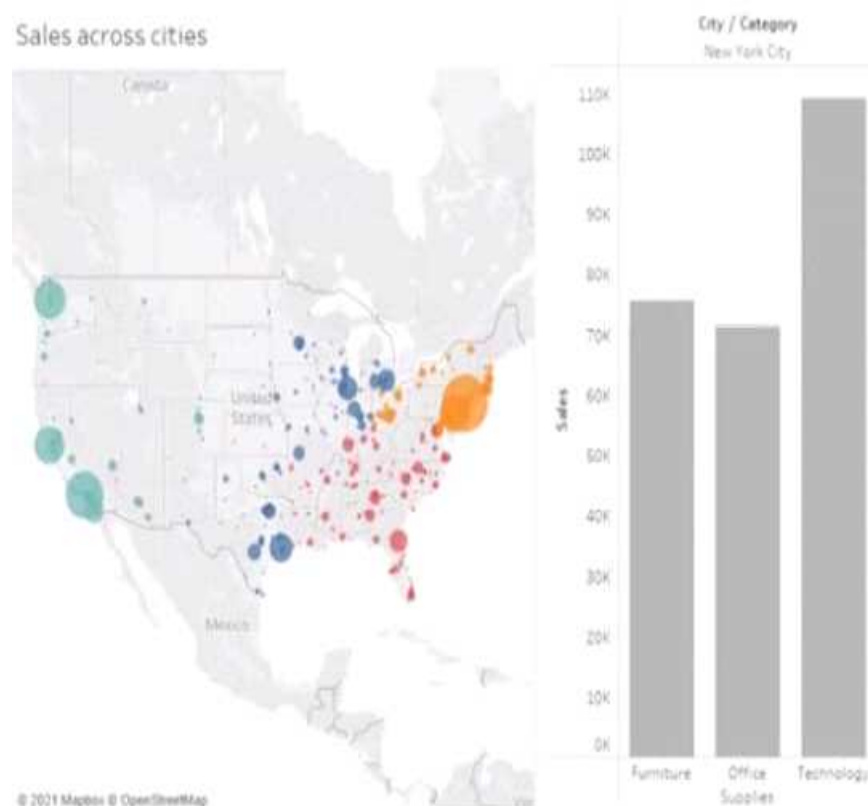 Sales across cities
Canada
United
States
Mexico
© 2021 Mapbox © OpenStreetMap
City / Category
New York City
110K
100K
90K
80K
70K
60K
50K
40K
30K
20K
10K
0K
Sales
Furniture
Office
Supplies
Technology